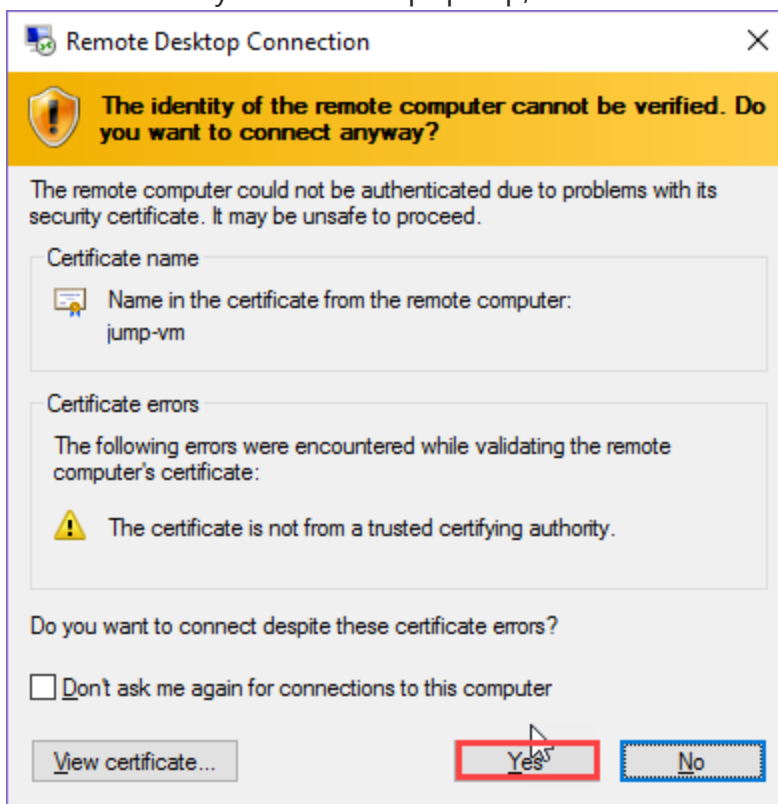 Remote Desktop Connection
The identity of the remote computer cannot be verified. Do
you want to connect anyway?
The remote computer could not be authenticated due to problems with its
security certificate. It may be unsafe to proceed.
Certificate name
Name in the certificate from the remote computer:
jump-vm
Certificate errors
The following errors were encountered while validating the remote
computer's certificate:
The certificate is not from a trusted certifying authority.
Do you want to connect despite these certificate errors?
Don't ask me again for connections to this computer
View certificate...
Yes
No